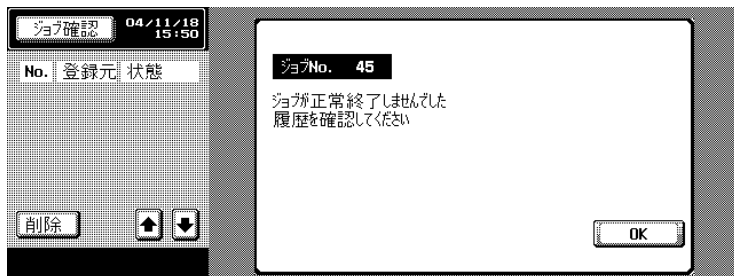 ジョブ確認
04/11/18
15:50
No. 登録元 状態
削除
ジョブNo. 45
ジョブが正常終了しませんでした
履歴を確認してください
OK